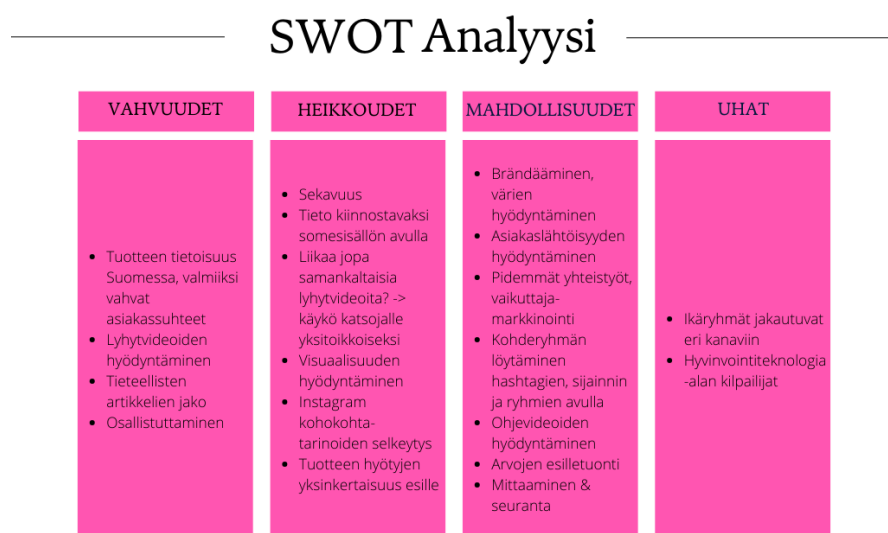 SWOT Analyysi
VAHVUUDET
• Tuotteen tietoisuus
Suomessa, valmiiksi
vahvat
asiakassuhteet
• Lyhytvideoiden
hyödyntäminen
• Tieteellisten
artikkelien jako
• Osallistuttaminen
HEIKKOUDET
• Sekavuus
• Tieto kiinnostavaksi
somesisällön avulla
• Liikaa jopa
samankaltaisia
lyhytvideoita? ->
käykö katsojalle
yksitoikkoiseksi
• Visuaalisuuden
hyödyntäminen
• Instagram
kohokohta-
tarinoiden selkeytys
• Tuotteen hyötyjen
yksinkertaisuus esille
MAHDOLLISUUDET
• Brändääminen,
värien
hyödyntäminen
• Asiakaslähtöisyyden
hyödyntäminen
• Pidemmät yhteistyöt,
vaikuttaja-
markkinointi
• Kohderyhmän
löytäminen
hashtagien, sijainnin
ja ryhmien avulla
• Ohjevideoiden
hyödyntäminen
• Arvojen esilletuonti
• Mittaaminen &
seuranta
UHAT
• Ikäryhmät jakautuvat
eri kanaviin
• Hyvinvointiteknologia
-alan kilpailijat